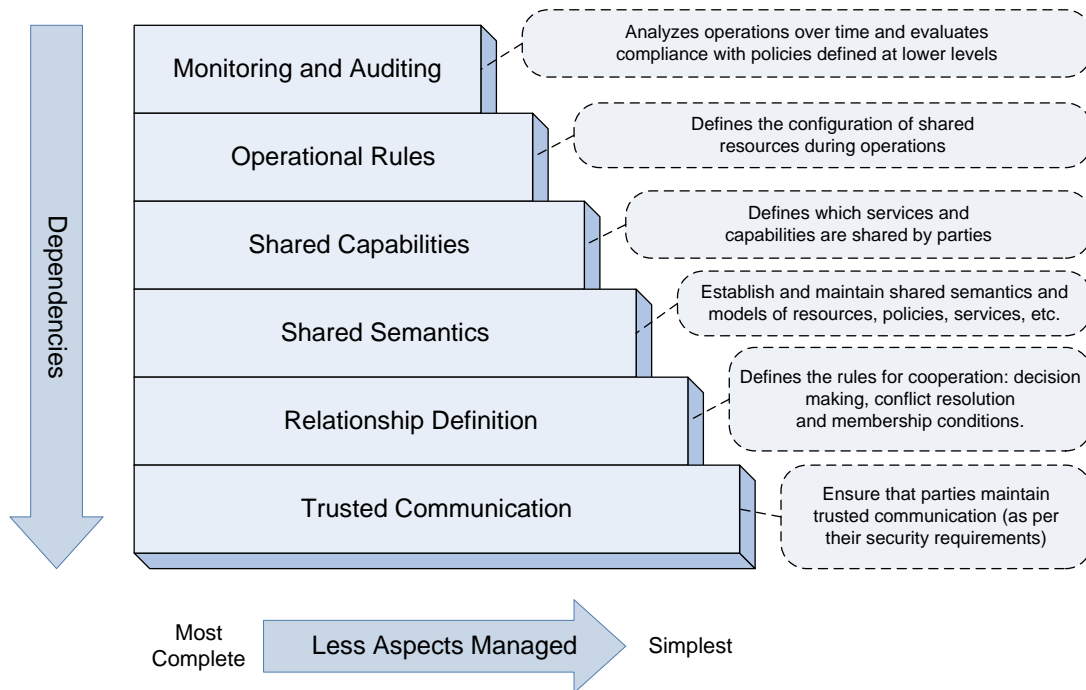 Dependencies
Monitoring and Auditing
Analyzes operations over time and evaluates
compliance with policies defined at lower levels
Operational Rules
Defines the configuration of shared
resources during operations
Shared Capabilities
Defines which services and
capabilities are shared by parties
Shared Semantics
Establish and maintain shared semantics and
models of resources, policies, services, etc.
Relationship Definition
Defines the rules for cooperation: decision
making, conflict resolution
and membership conditions.
Trusted Communication
Ensure that parties maintain
trusted communication (as per
their security requirements)
Most
Complete
Less Aspects Managed
Simplest